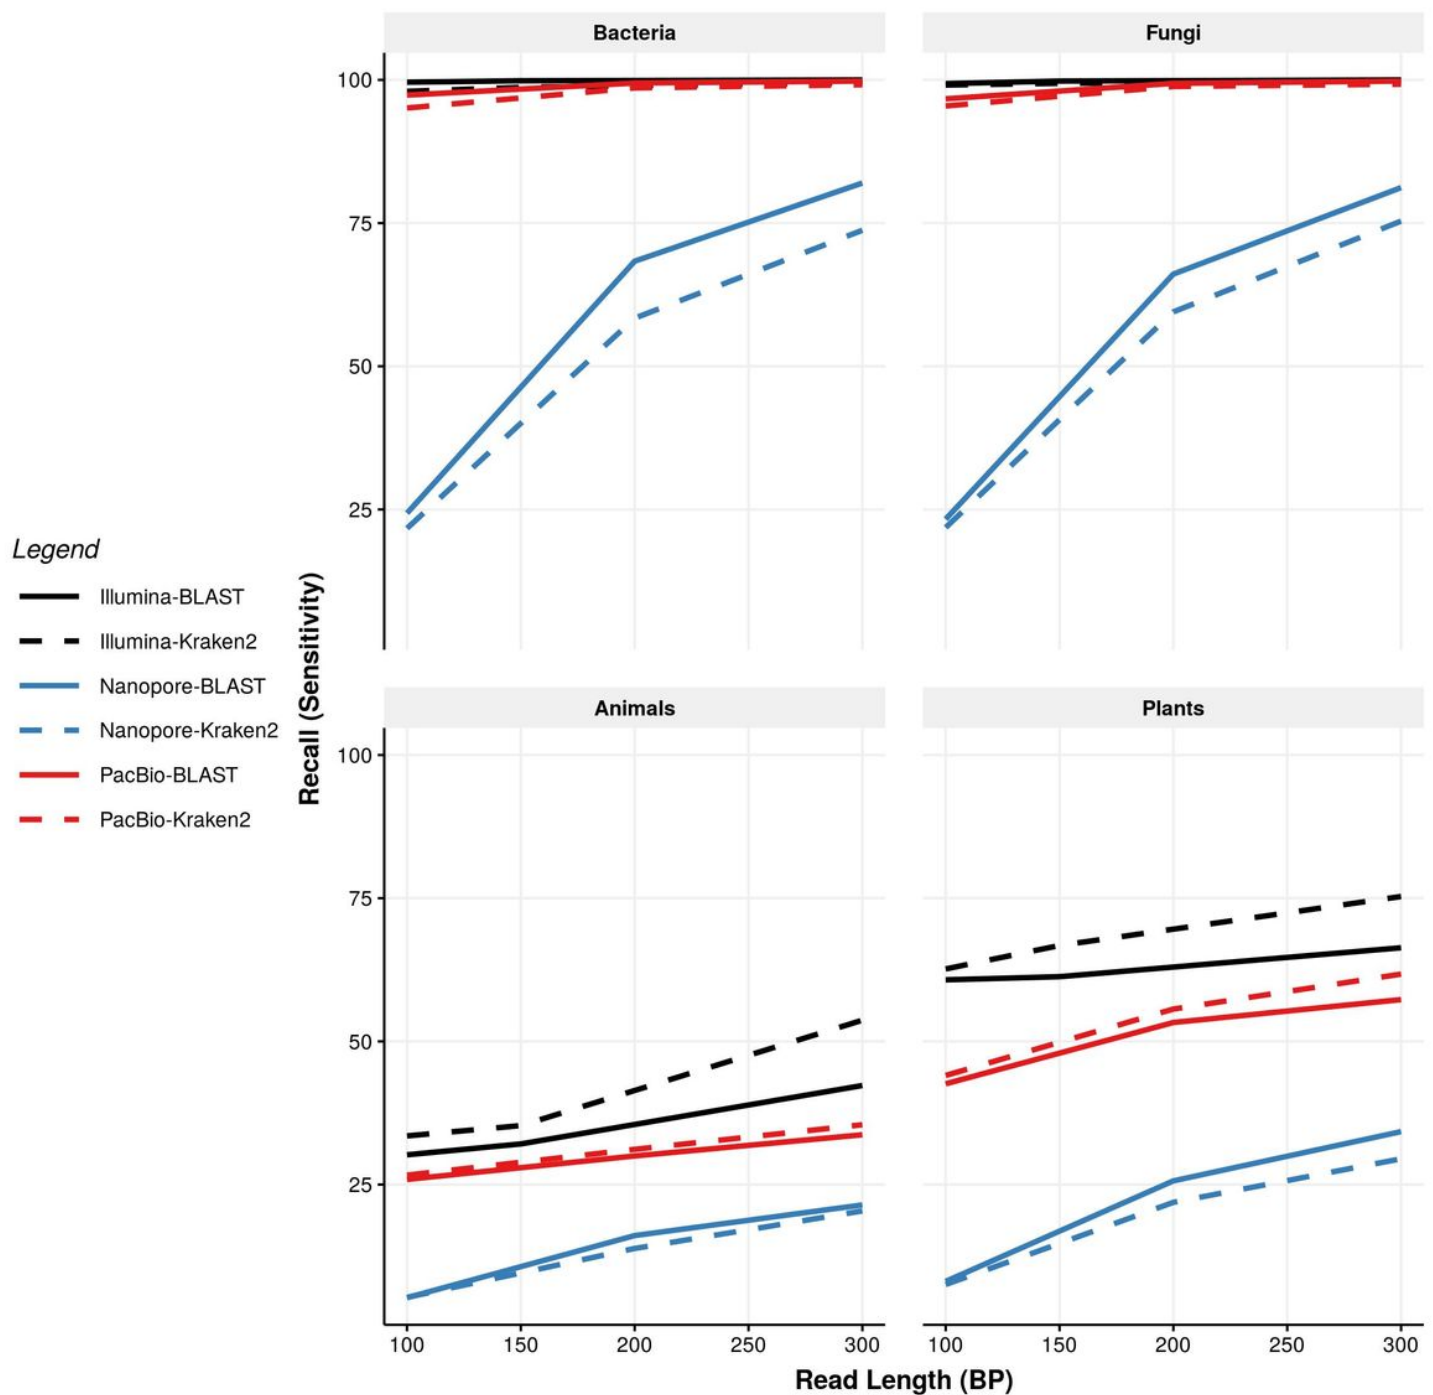 Bacteria
Fungi
100
75
50
25
Legend
Illumina-BLAST
Illumina-Kraken2
Nanopore-BLAST
Nanopore-Kraken2
PacBio-BLAST
PacBio-Kraken2
Recall (Sensitivity)
Animals
Plants
100
75
50
25
100 150 200 250 300
100 150 200 250 300
Read Length (BP)